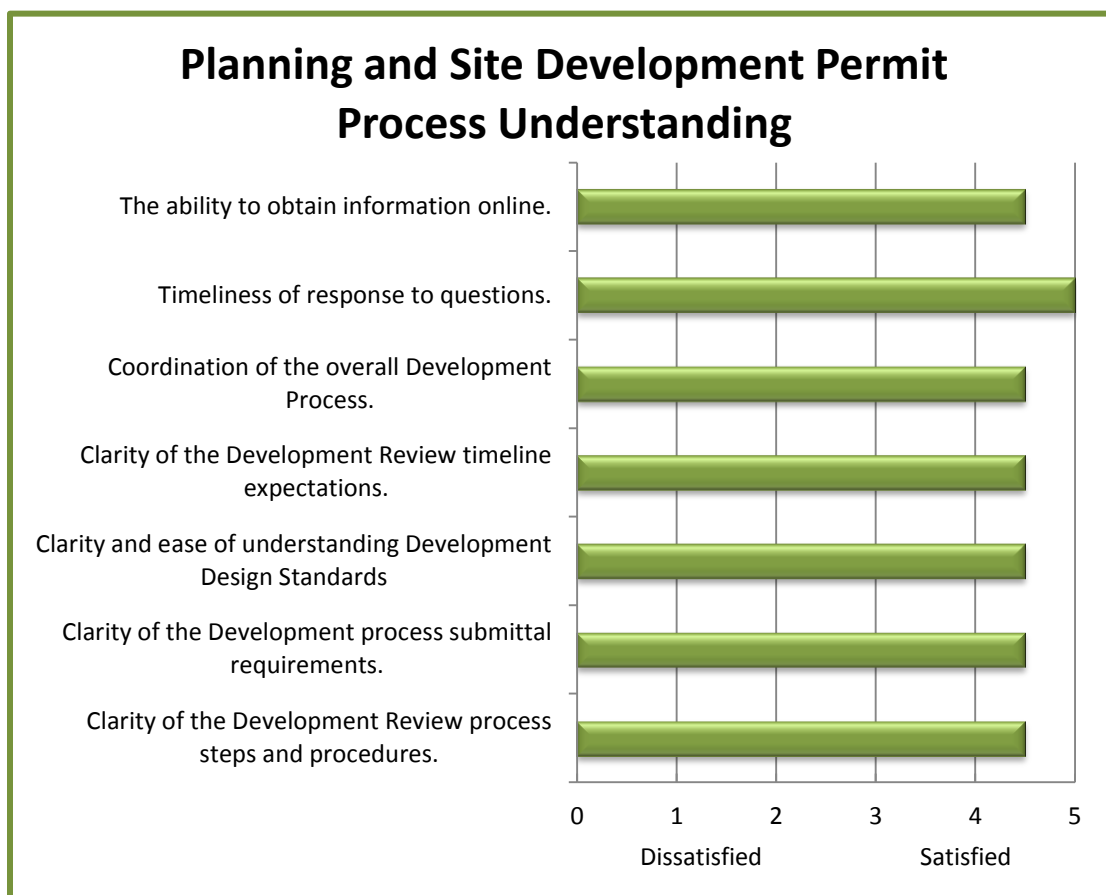 Planning and Site Development Permit
Process Understanding
The ability to obtain information online.
Timeliness of response to questions.
Coordination of the overall Development
Process.
Clarity of the Development Review timeline
expectations.
Clarity and ease of understanding Development
Design Standards
Clarity of the Development process submittal
requirements.
Clarity of the Development Review process
steps and procedures.
0 1 2 3 4 5
Dissatisfied Satisfied